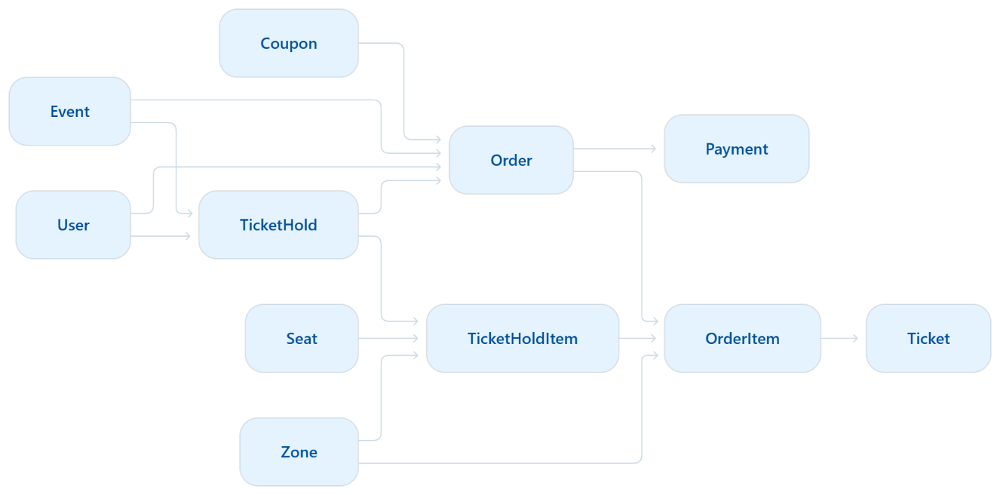 Coupon
Event
Order
Payment
User
TicketHold
Seat
TicketHoldItem
OrderItem
Ticket
Zone